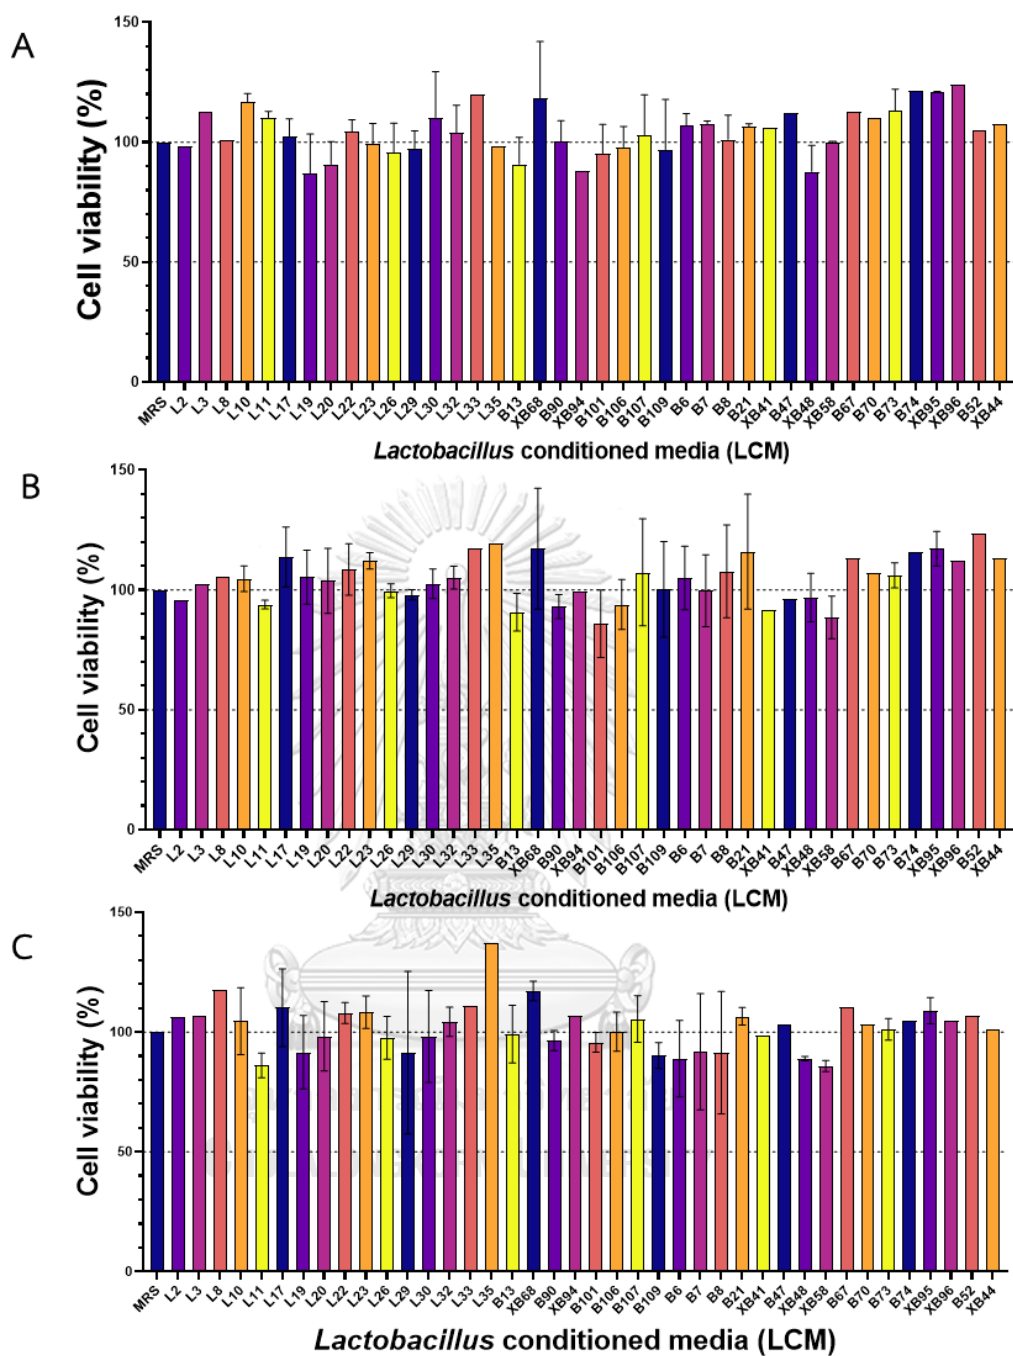 A
Cell viability (%)
150
100
50
0
MRS L2 L3 L8 L10 L11 L17 L19 L20 L22 L23 L26 L29 L30 L32 L33 L35 B13 XB68 B90 XB94 B101 B106 B107 B109 B6 B7 B8 B21 XB41 B47 XB48 XB58 B67 B70 B73 B74 XB95 XB96 B52 XB44
Lactobacillus conditioned media (LCM)
B
Cell viability (%)
150
100
50
0
MRS L2 L3 L8 L10 L11 L17 L19 L20 L22 L23 L26 L29 L30 L32 L33 L35 B13 XB68 B90 XB94 B101 B106 B107 B109 B6 B7 B8 B21 XB41 B47 XB48 XB58 B67 B70 B73 B74 XB95 XB96 B52 XB44
Lactobacillus conditioned media (LCM)
C
Cell viability (%)
150
100
50
0
MRS L2 L3 L8 L10 L11 L17 L19 L20 L22 L23 L26 L29 L30 L32 L33 L35 B13 XB68 B90 XB94 B101 B106 B107 B109 B6 B7 B8 B21 XB41 B47 XB48 XB58 B67 B70 B73 B74 XB95 XB96 B52 XB44
Lactobacillus conditioned media (LCM)